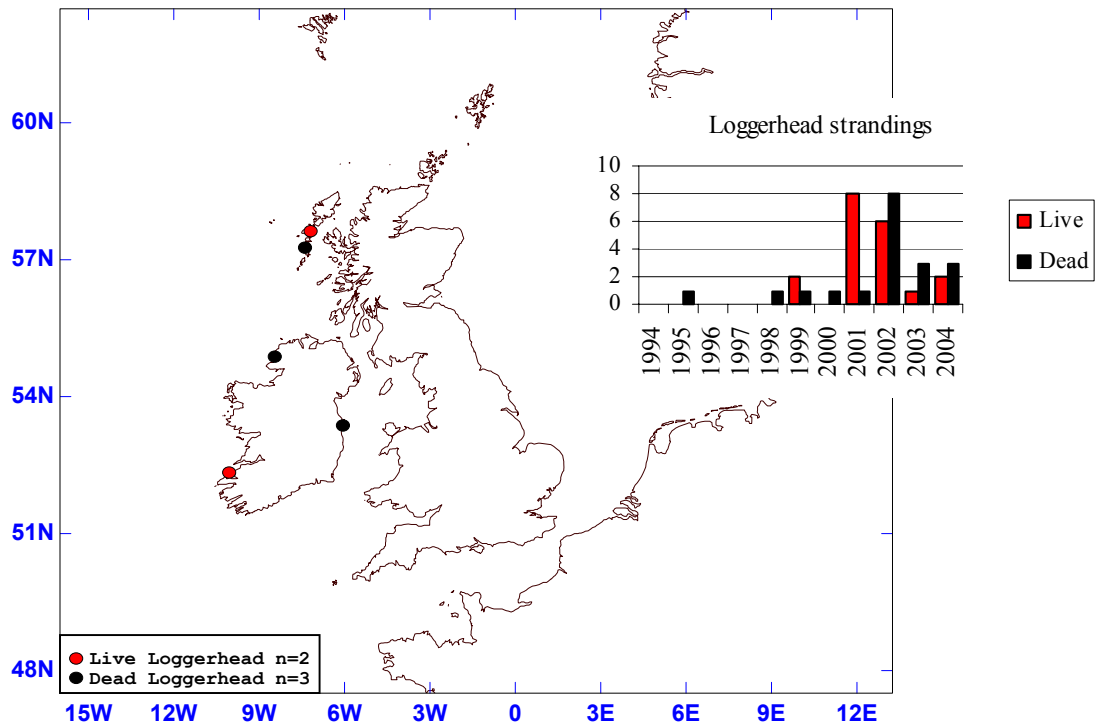 60N
57N
54N
51N
48N
15W 12W 9W 6W 3W 0 3E 6E 9E 12E
Loggerhead strandings
10
8
6
4
2
0
1994 1995 1996 1997 1998 1999 2000 2001 2002 2003 2004
Live
Dead
Live Loggerhead n=2
Dead Loggerhead n=3